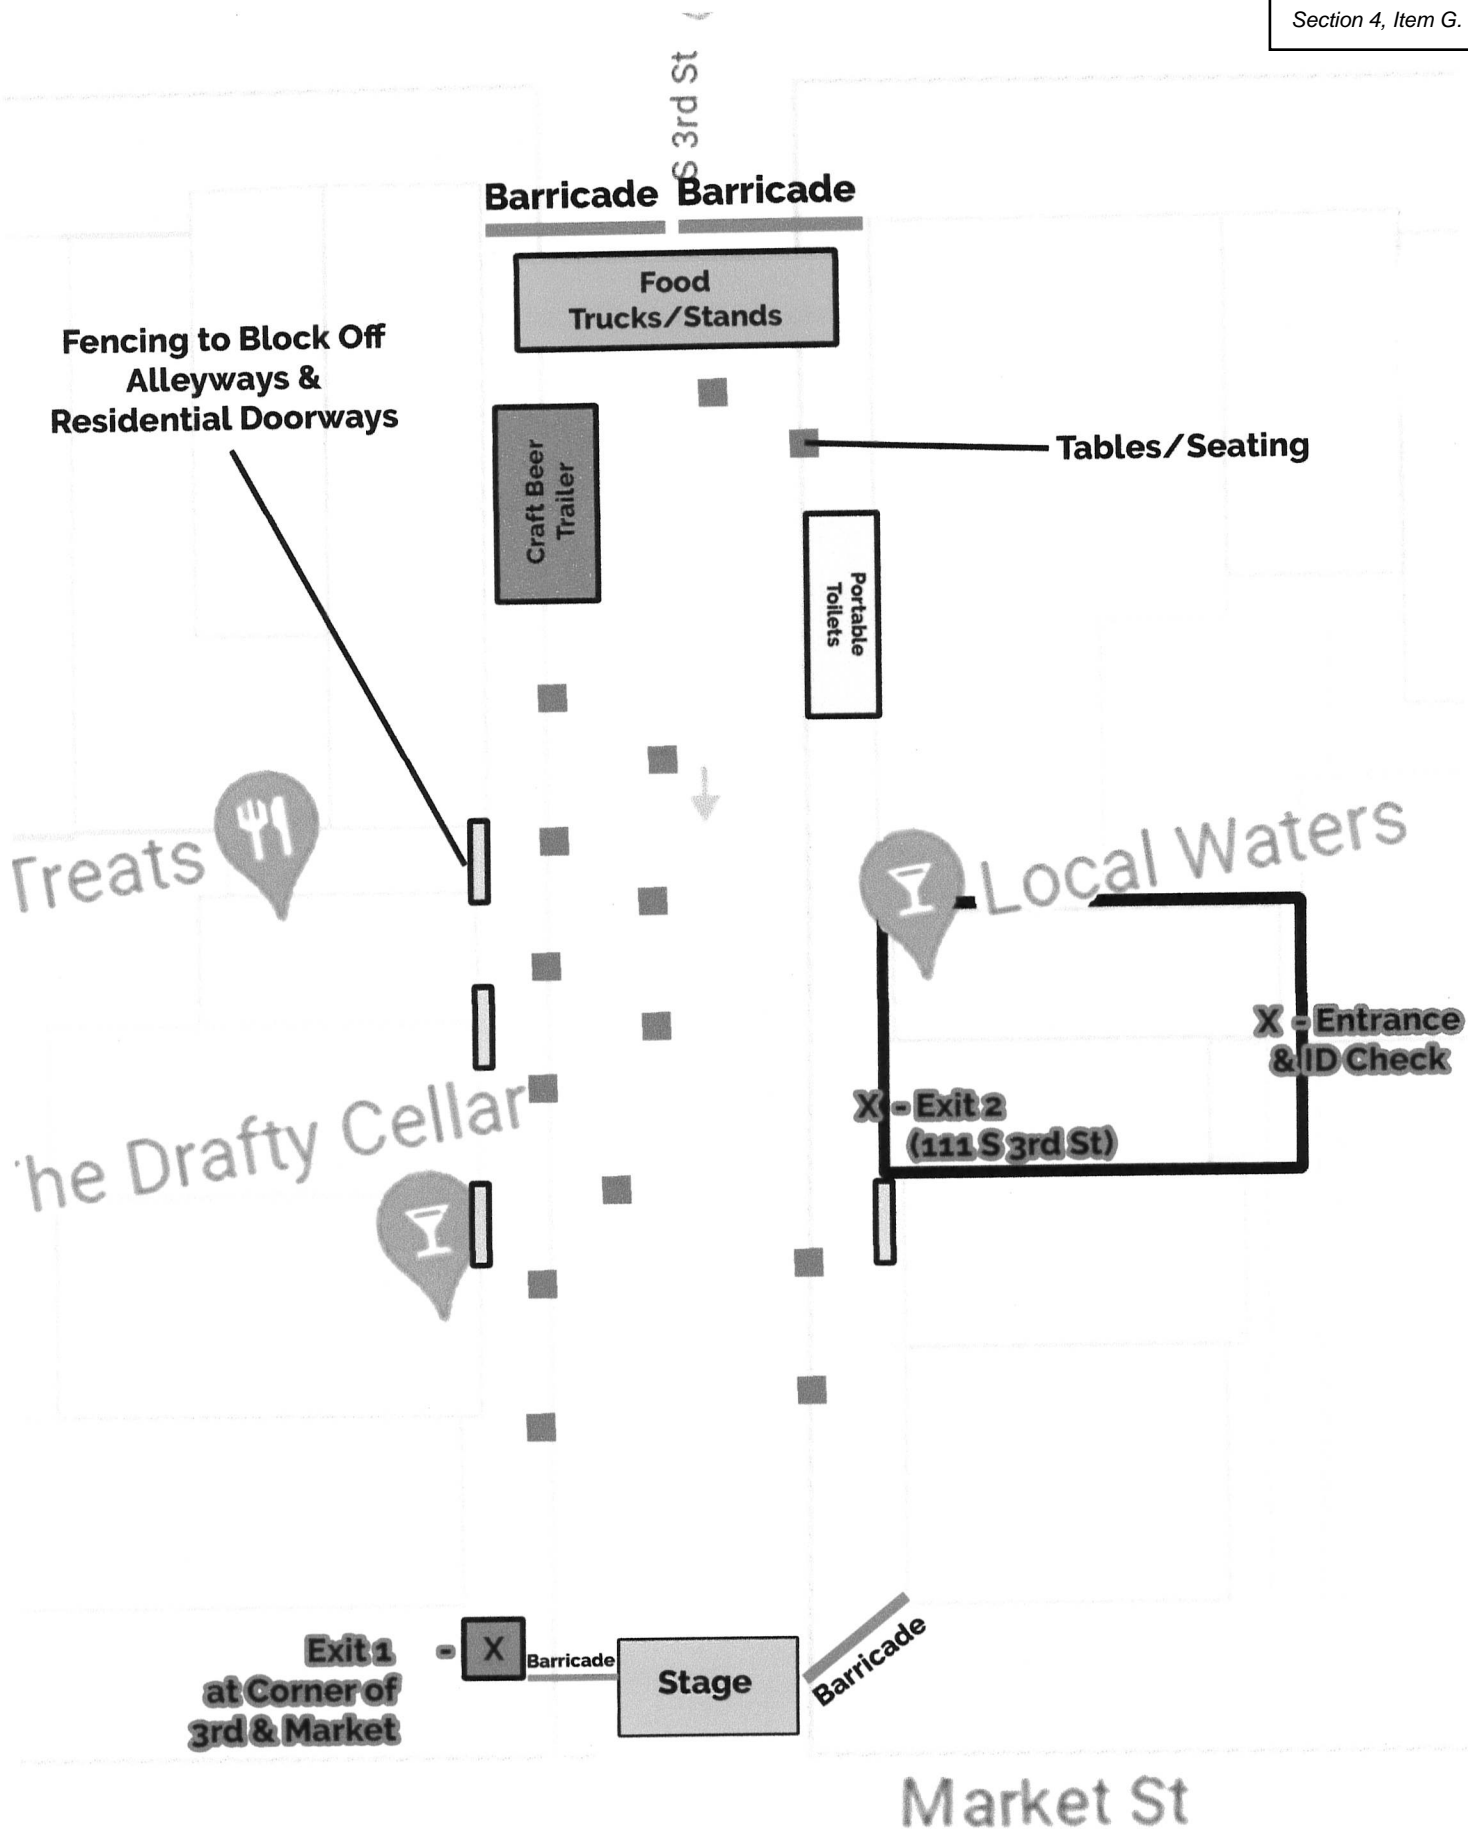 Section 4, Item G.
S 3rd St
Barricade Barricade
Food
Trucks/Stands
Fencing to Block Off
Alleyways &
Residential Doorways
Tables/Seating
Craft Beer
Trailer
Portable
Toilets
Treats
Local Waters
X - Entrance
& ID Check
X - Exit 2
(111 S 3rd St)
he Drafty Cellar
Exit 1 - X
at Corner of
3rd & Market
Barricade
Stage
Barricade
Market St